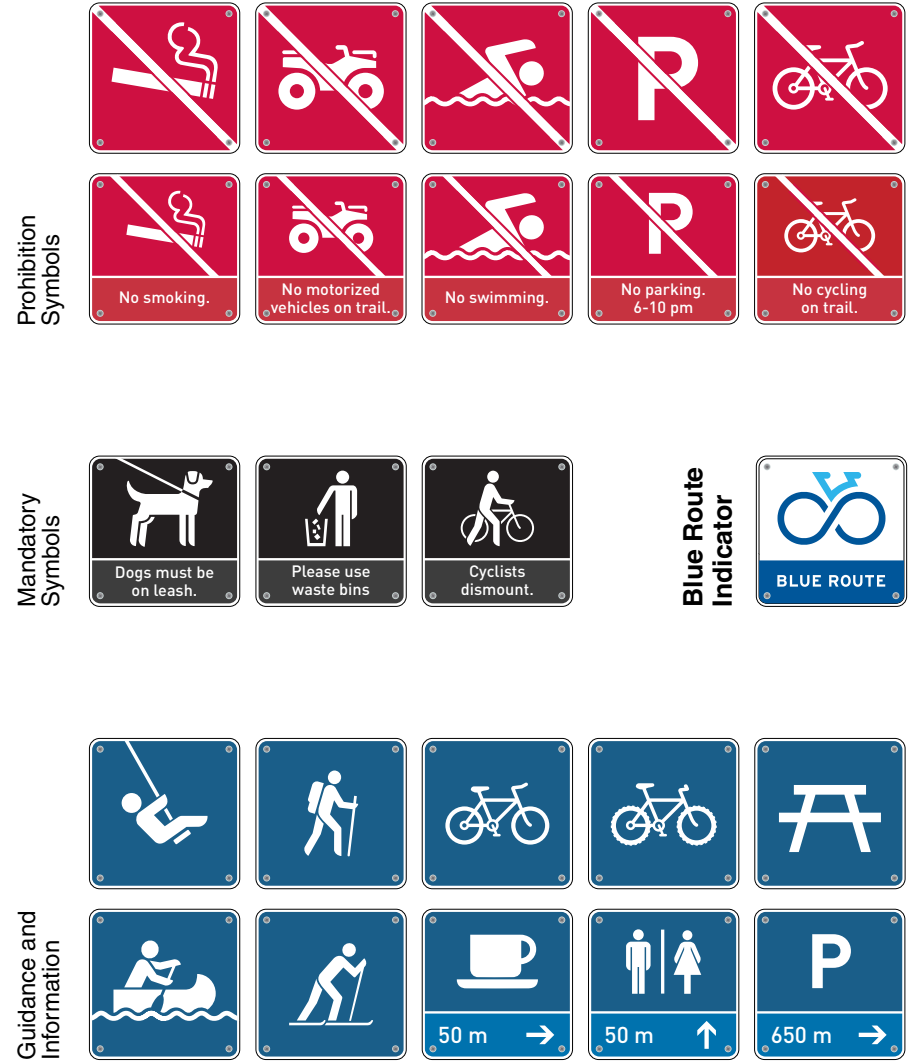 P
Prohibition
Symbols
No smoking.
No motorized
vehicles on trail.
No swimming.
P
No parking.
6-10 pm
No cycling
on trail.
Mandatory
Symbols
Dogs must be
on leash.
Please use
waste bins
Cyclists
dismount.
Blue Route
Indicator
BLUE ROUTE
Guidance and
Information
50 m →
50 m ↑
P
650 m →